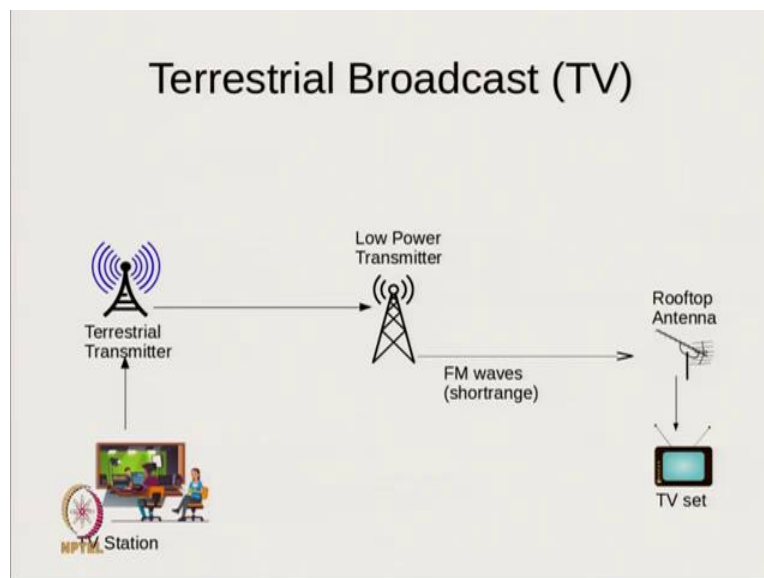 Terrestrial Broadcast (TV)
Low Power
Transmitter
Rooftop
Antenna
Terrestrial
Transmitter
FM waves
(shortrange)
TV set
TV Station
NPTEL